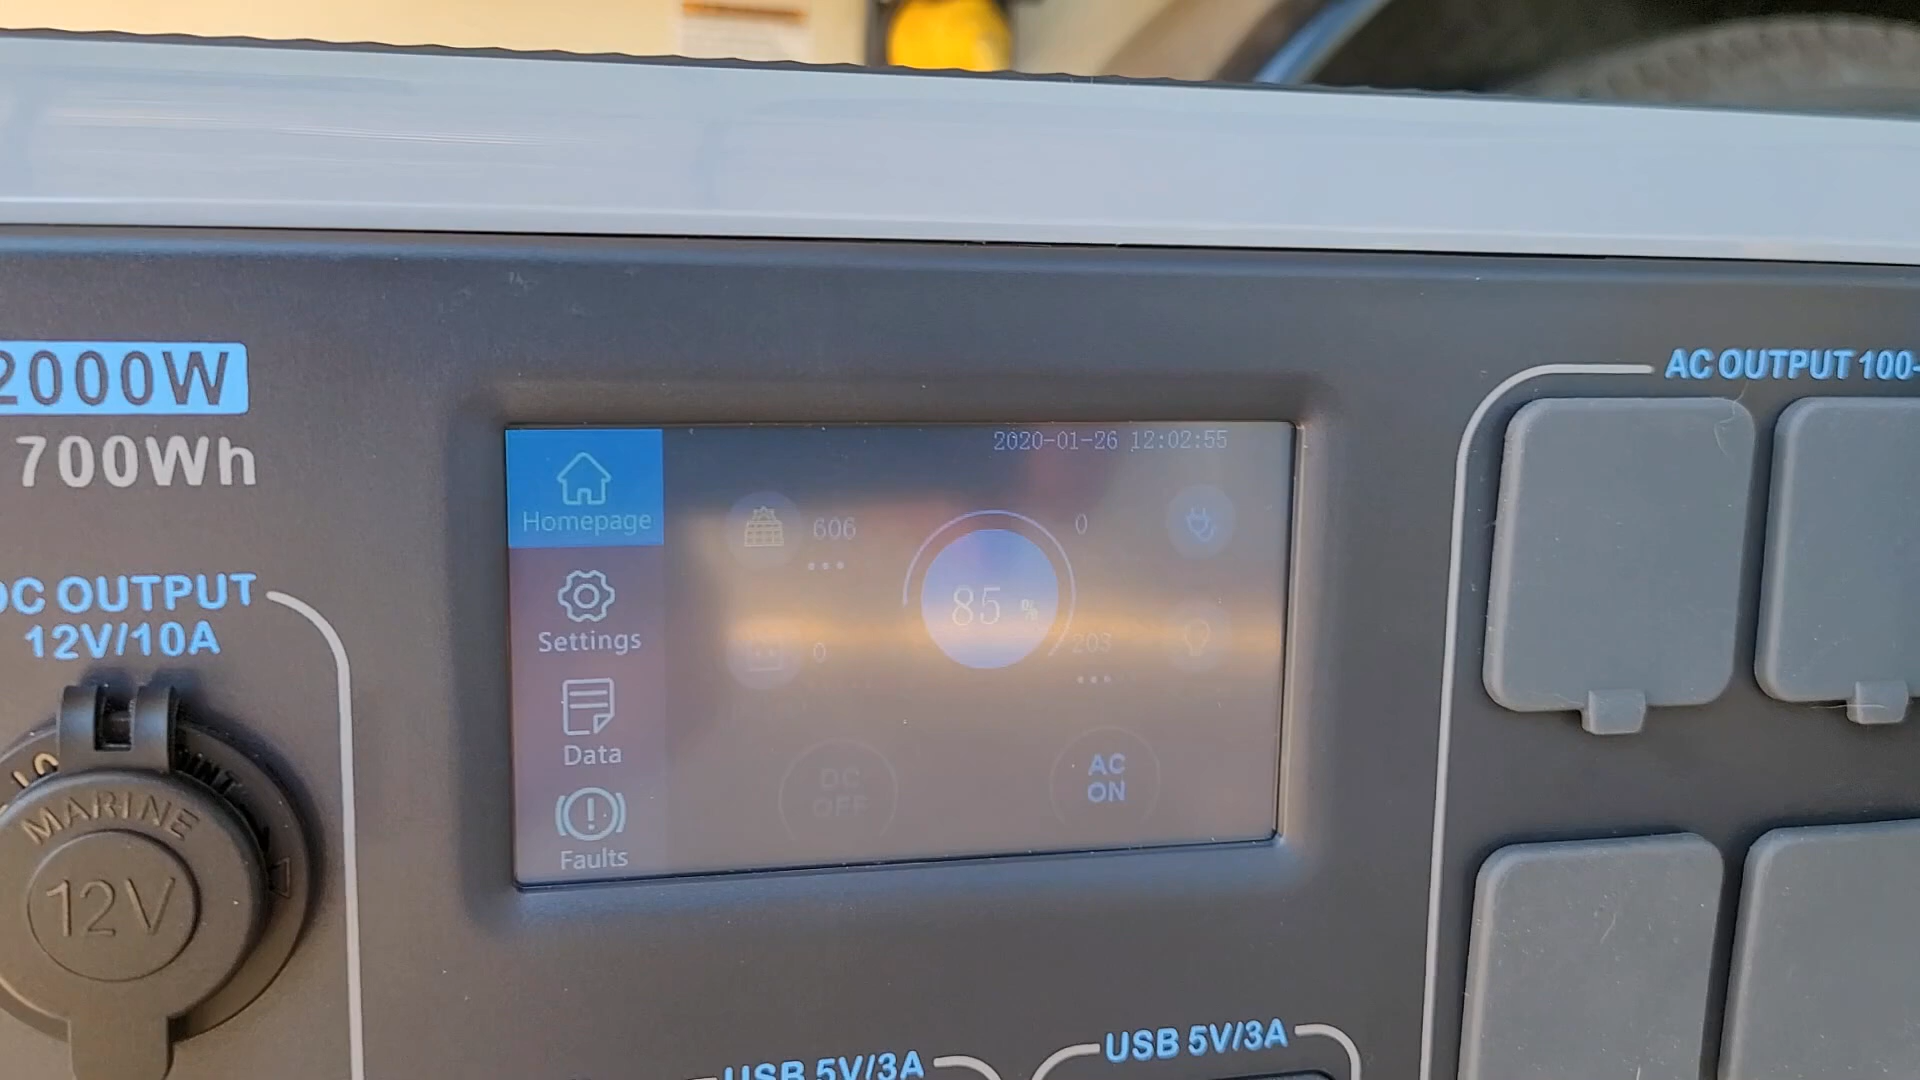 2000W
700Wh
DC OUTPUT
12V/10A
MARINE
12V
Homepage
Settings
Data
Faults
2020-01-26 12:02:55
606
0
85 %
0
203
DC
OFF
AC
ON
AC OUTPUT 100-
USB 5V/3A
USB 5V/3A